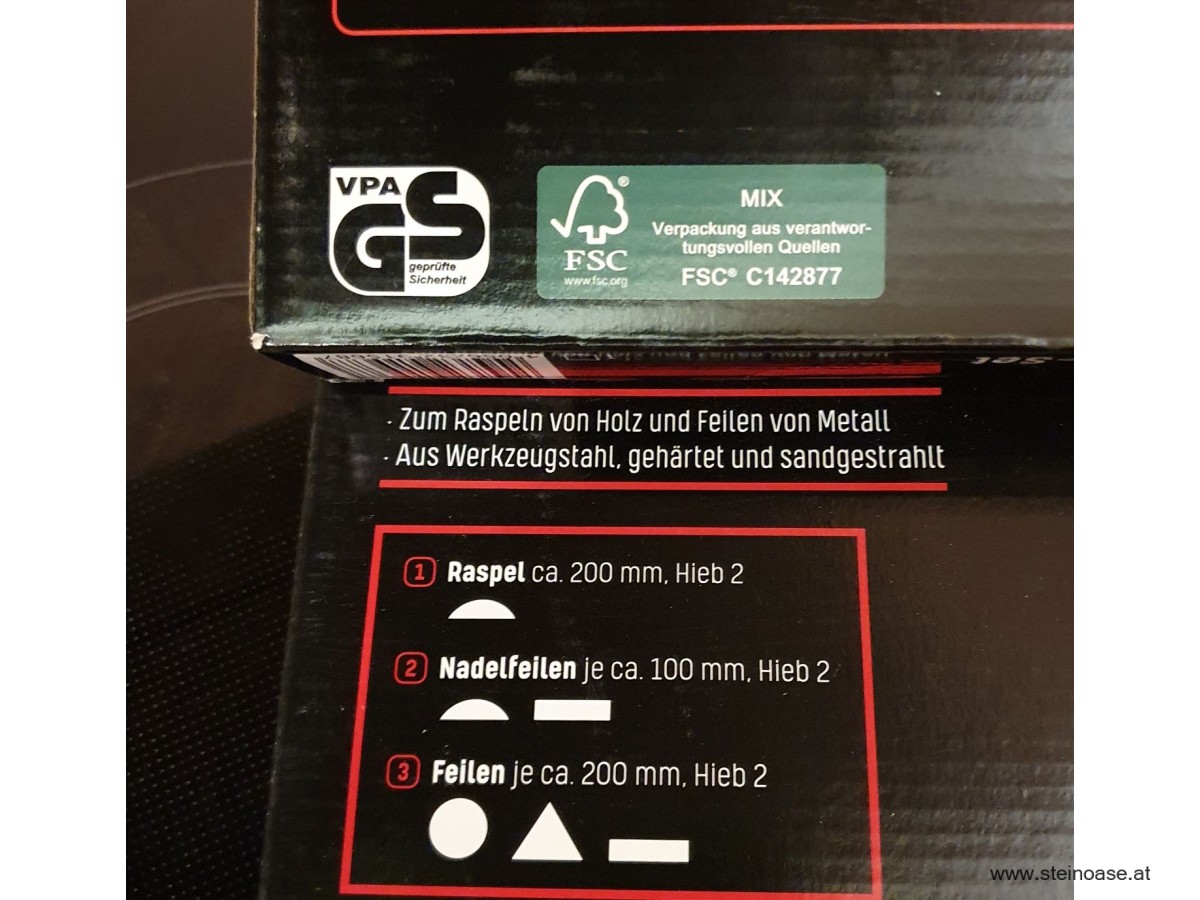 VPA
GS
geprüfte
Sicherheit
FSC
www.fsc.org
MIX
Verpackung aus verantwor-
tungsvollen Quellen
FSC® C142877
· Zum Raspeln von Holz und Feilen von Metall
· Aus Werkzeugstahl, gehärtet und sandgestrahlt
1 Raspel ca. 200 mm, Hieb 2
2 Nadelfeilen je ca. 100 mm, Hieb 2
3 Feilen je ca. 200 mm, Hieb 2
www.steinoase.at